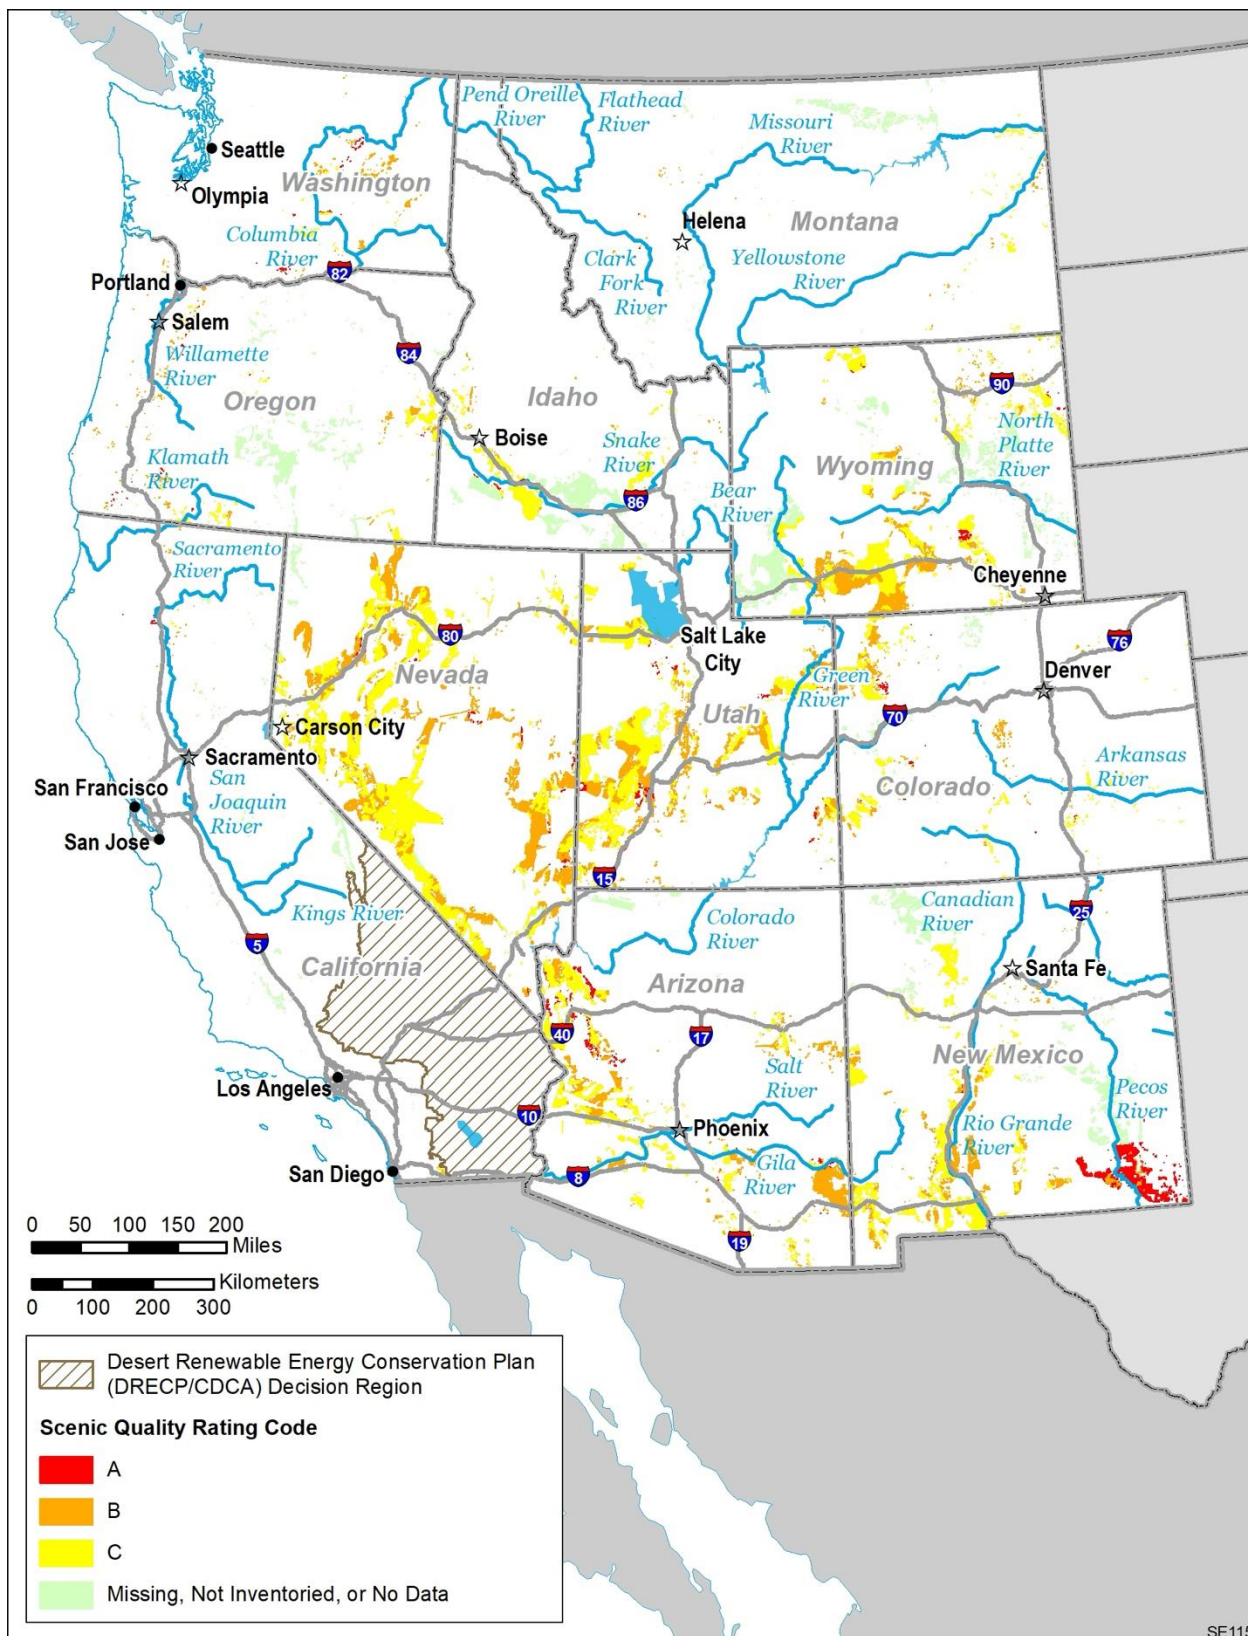 Pend Oreille
River
Flathead
River
Missouri
River
Seattle
Washington
Olympia
Helena
Montana
Columbia
River
Clark
Fork
River
Yellowstone
River
82
Portland
Salem
Willamette
River
84
Oregon
Idaho
90
Boise
Snake
River
North
Platte
River
Wyoming
Klamath
River
86
Bear
River
Sacramento
River
Cheyenne
80
Salt Lake
City
76
Nevada
Green
River
Denver
Utah
70
Carson City
Sacramento
San Francisco
San
Joaquin
River
Colorado
Arkansas
River
San Jose
15
Kings River
Colorado
River
Canadian
River
25
5
California
Arizona
Santa Fe
40
17
New Mexico
Salt
River
Los Angeles
Pecos
River
10
Phoenix
Rio Grande
River
San Diego
8
Gila
River
19
0 50 100 150 200
Miles
Kilometers
0 100 200 300
Desert Renewable Energy Conservation Plan
(DRECP/CDCA) Decision Region
Scenic Quality Rating Code
A
B
C
Missing, Not Inventoried, or No Data
SE115